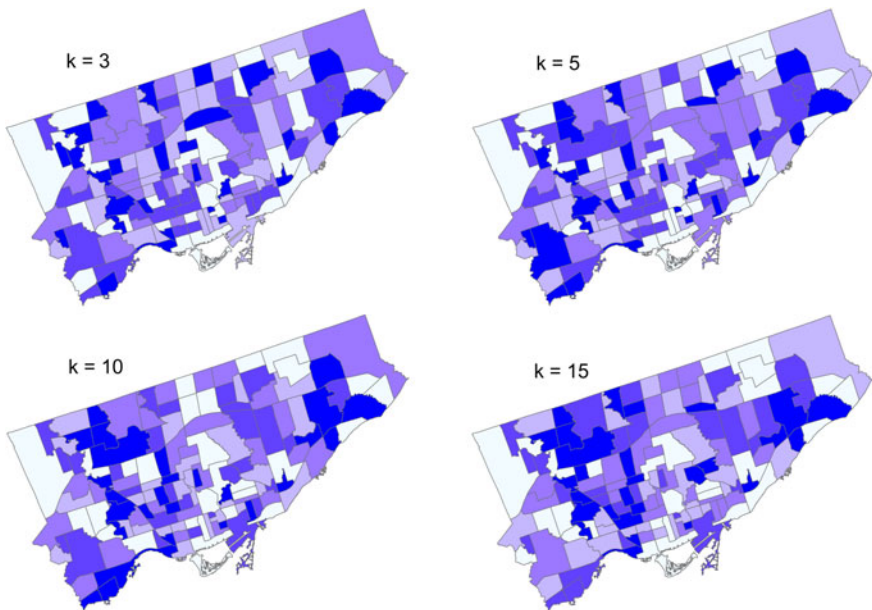 k = 3
k = 5
k = 10
k = 15